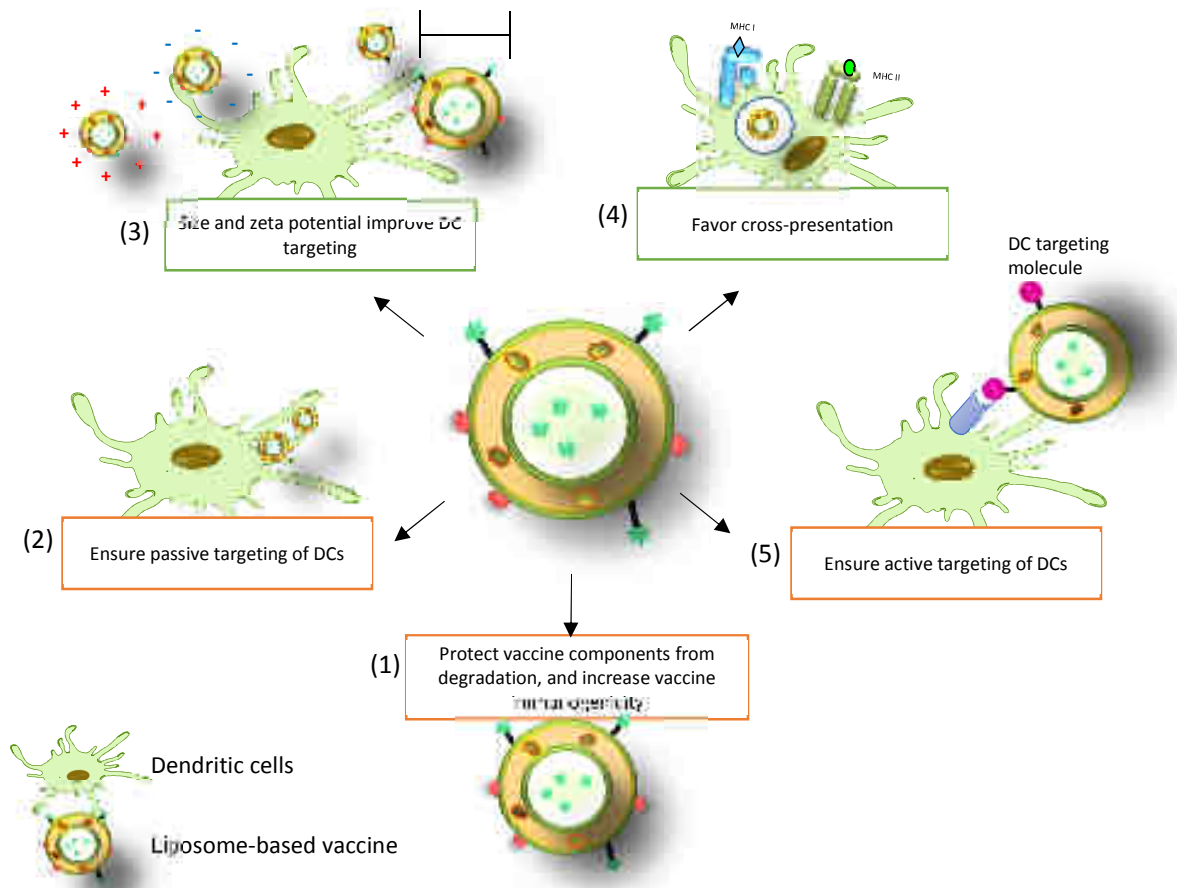 MHC I
MHC II
(3)
Size and zeta potential improve DC
targeting
(4)
Favor cross-presentation
DC targeting
molecule
(2)
Ensure passive targeting of DCs
(5)
Ensure active targeting of DCs
(1)
Protect vaccine components from
degradation, and increase vaccine
immunogenicity
Dendritic cells
Liposome-based vaccine